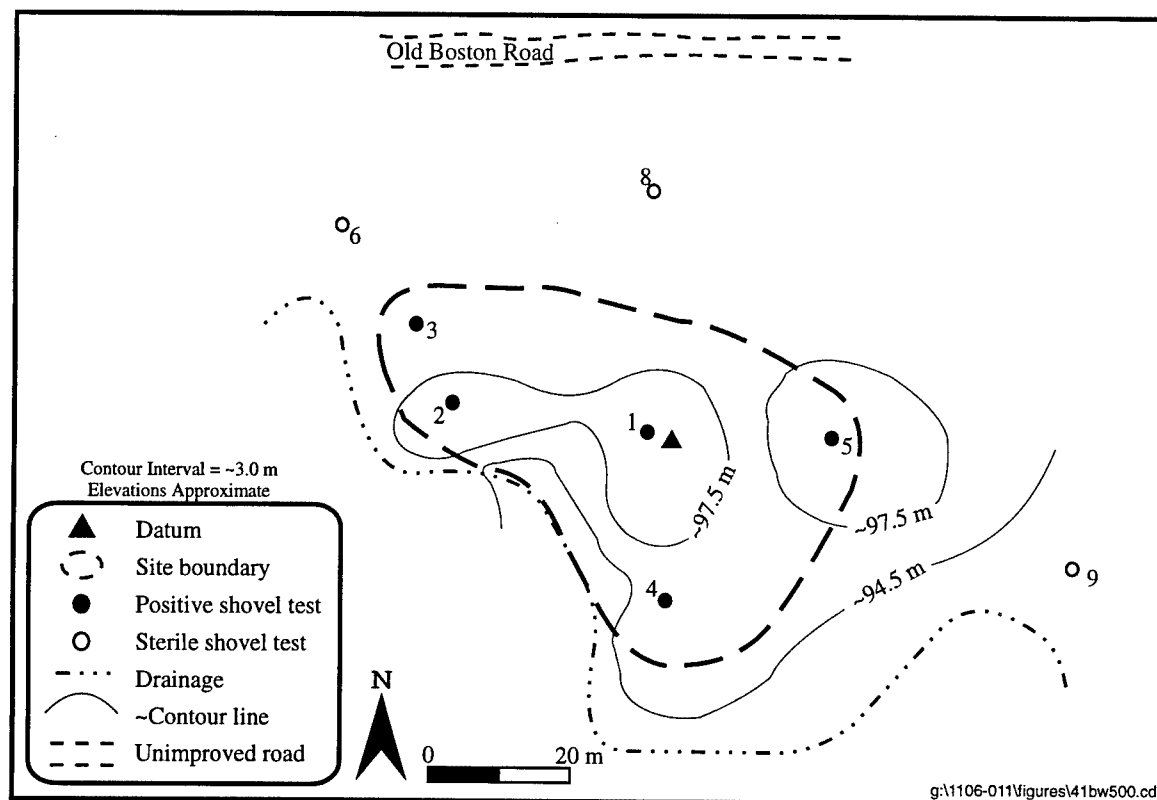 Old Boston Road
8
6
3
2
1
5
~97.5 m
~97.5 m
~94.5 m
4
9
Contour Interval = ~3.0 m
Elevations Approximate
Datum
Site boundary
Positive shovel test
Sterile shovel test
Drainage
~Contour line
Unimproved road
N
0 20 m
g:\1106-011\figures\41bw500.cd